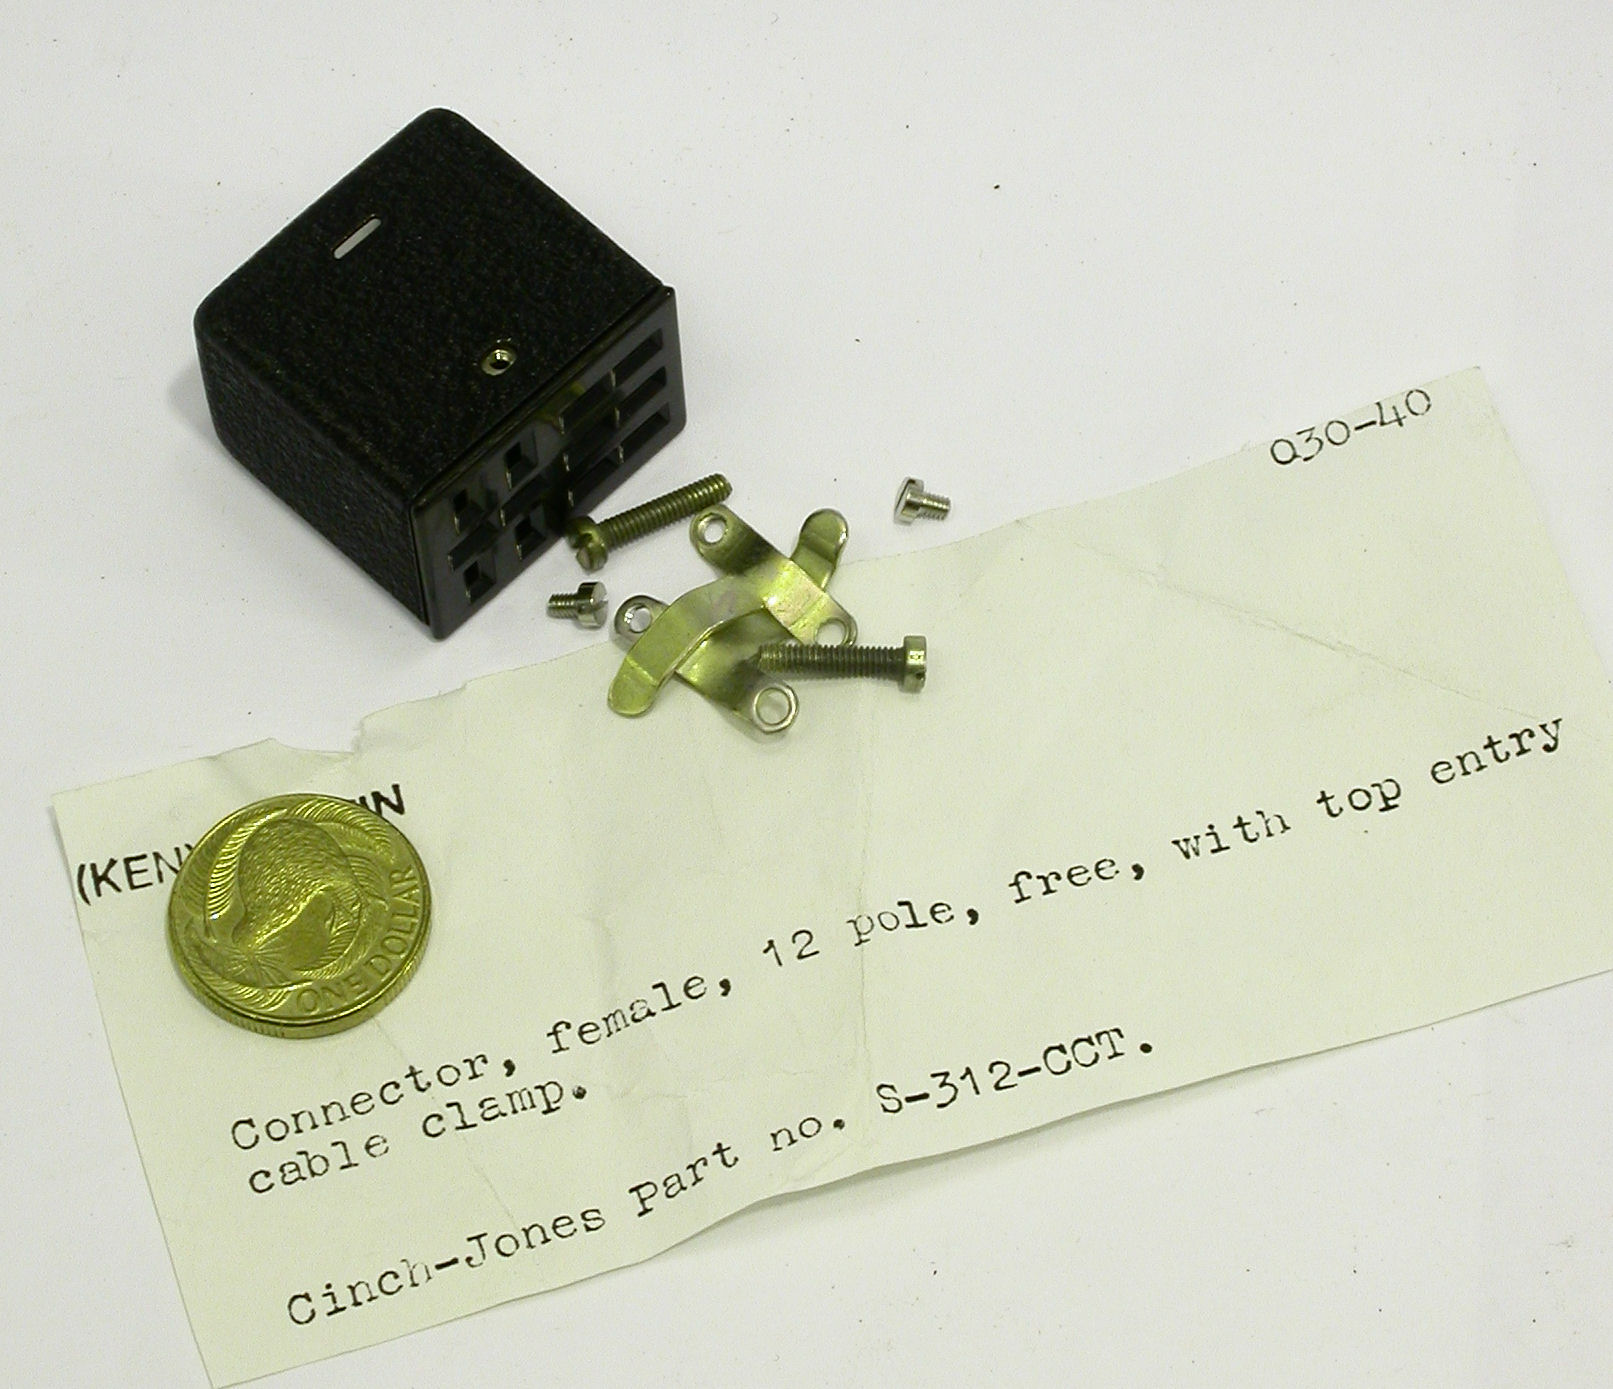 Q30-40
ONE DOLLAR
Connector, female, 12 pole, free, with top entry
cable clamp.
Cinch-Jones Part no. S-312-CCT.